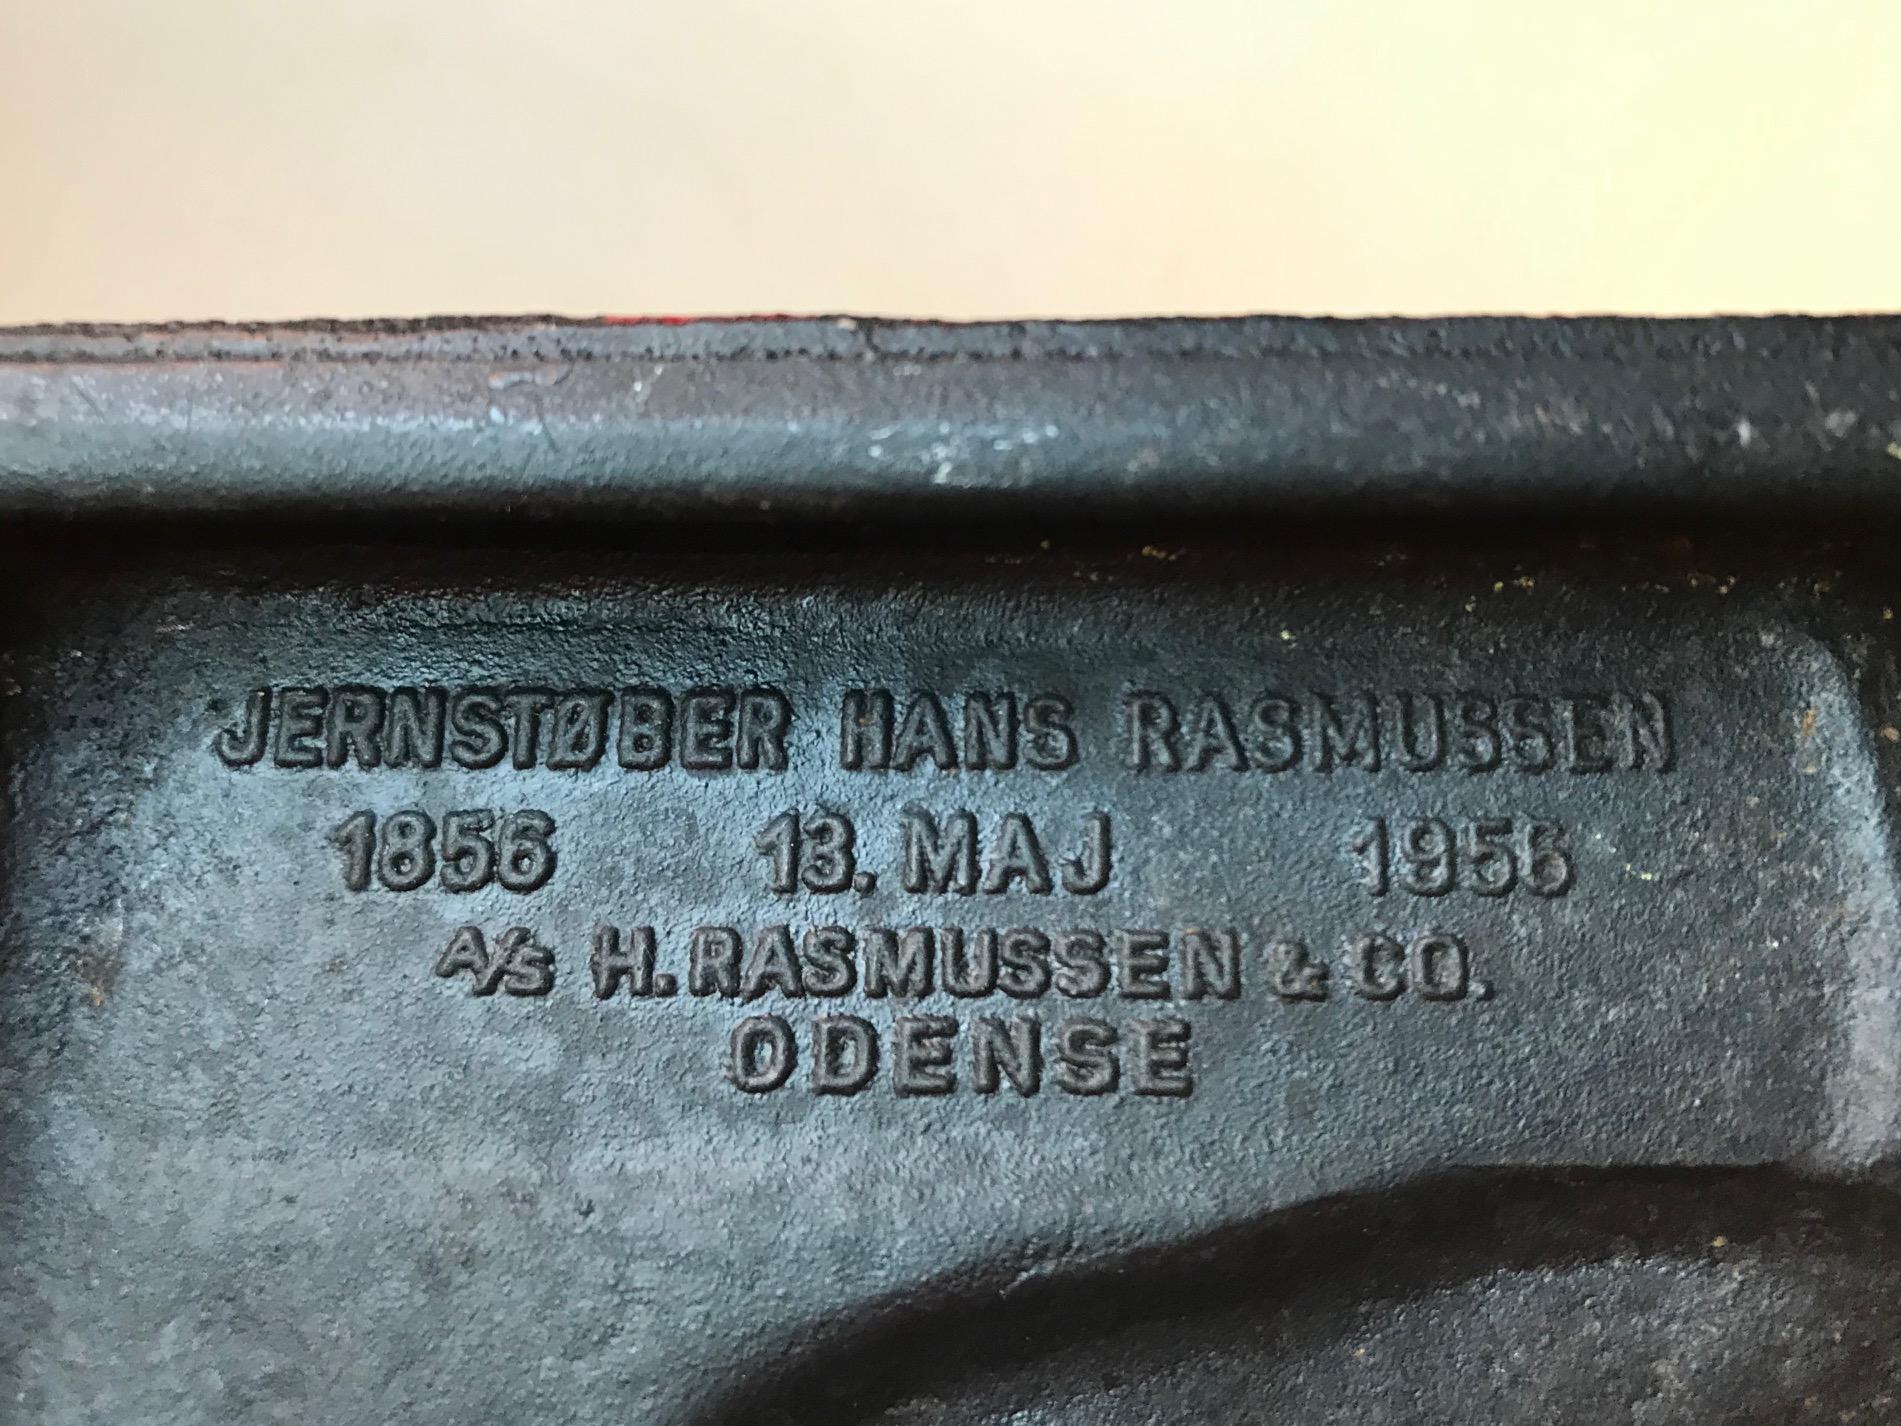 JERNSTØBER HANS RASMUSSEN
1856 13. MAJ 1956
A/S H. RASMUSSEN & CO.
ODENSE